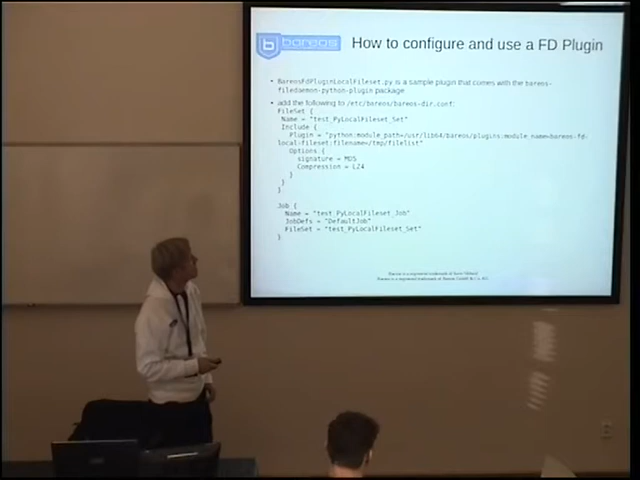 bareos
How to configure and use a FD Plugin
• BareosFdPluginLocalFileset.py is a sample plugin that comes with the bareos-
filedaemon-python-plugin package
• add the following to /etc/bareos/bareos-dir.conf:
FileSet {
Name = "test_PyLocalFileset_Set"
Include {
Plugin = "python:module_path=/usr/lib64/bareos/plugins:module_name=bareos-fd-
local-fileset:filename=/tmp/filelist"
Options {
signature = MD5
Compression = LZ4
}
}
}
Job {
Name = "test_PyLocalFileset_Job"
JobDefs = "DefaultJob"
FileSet = "test_PyLocalFileset_Set"
}